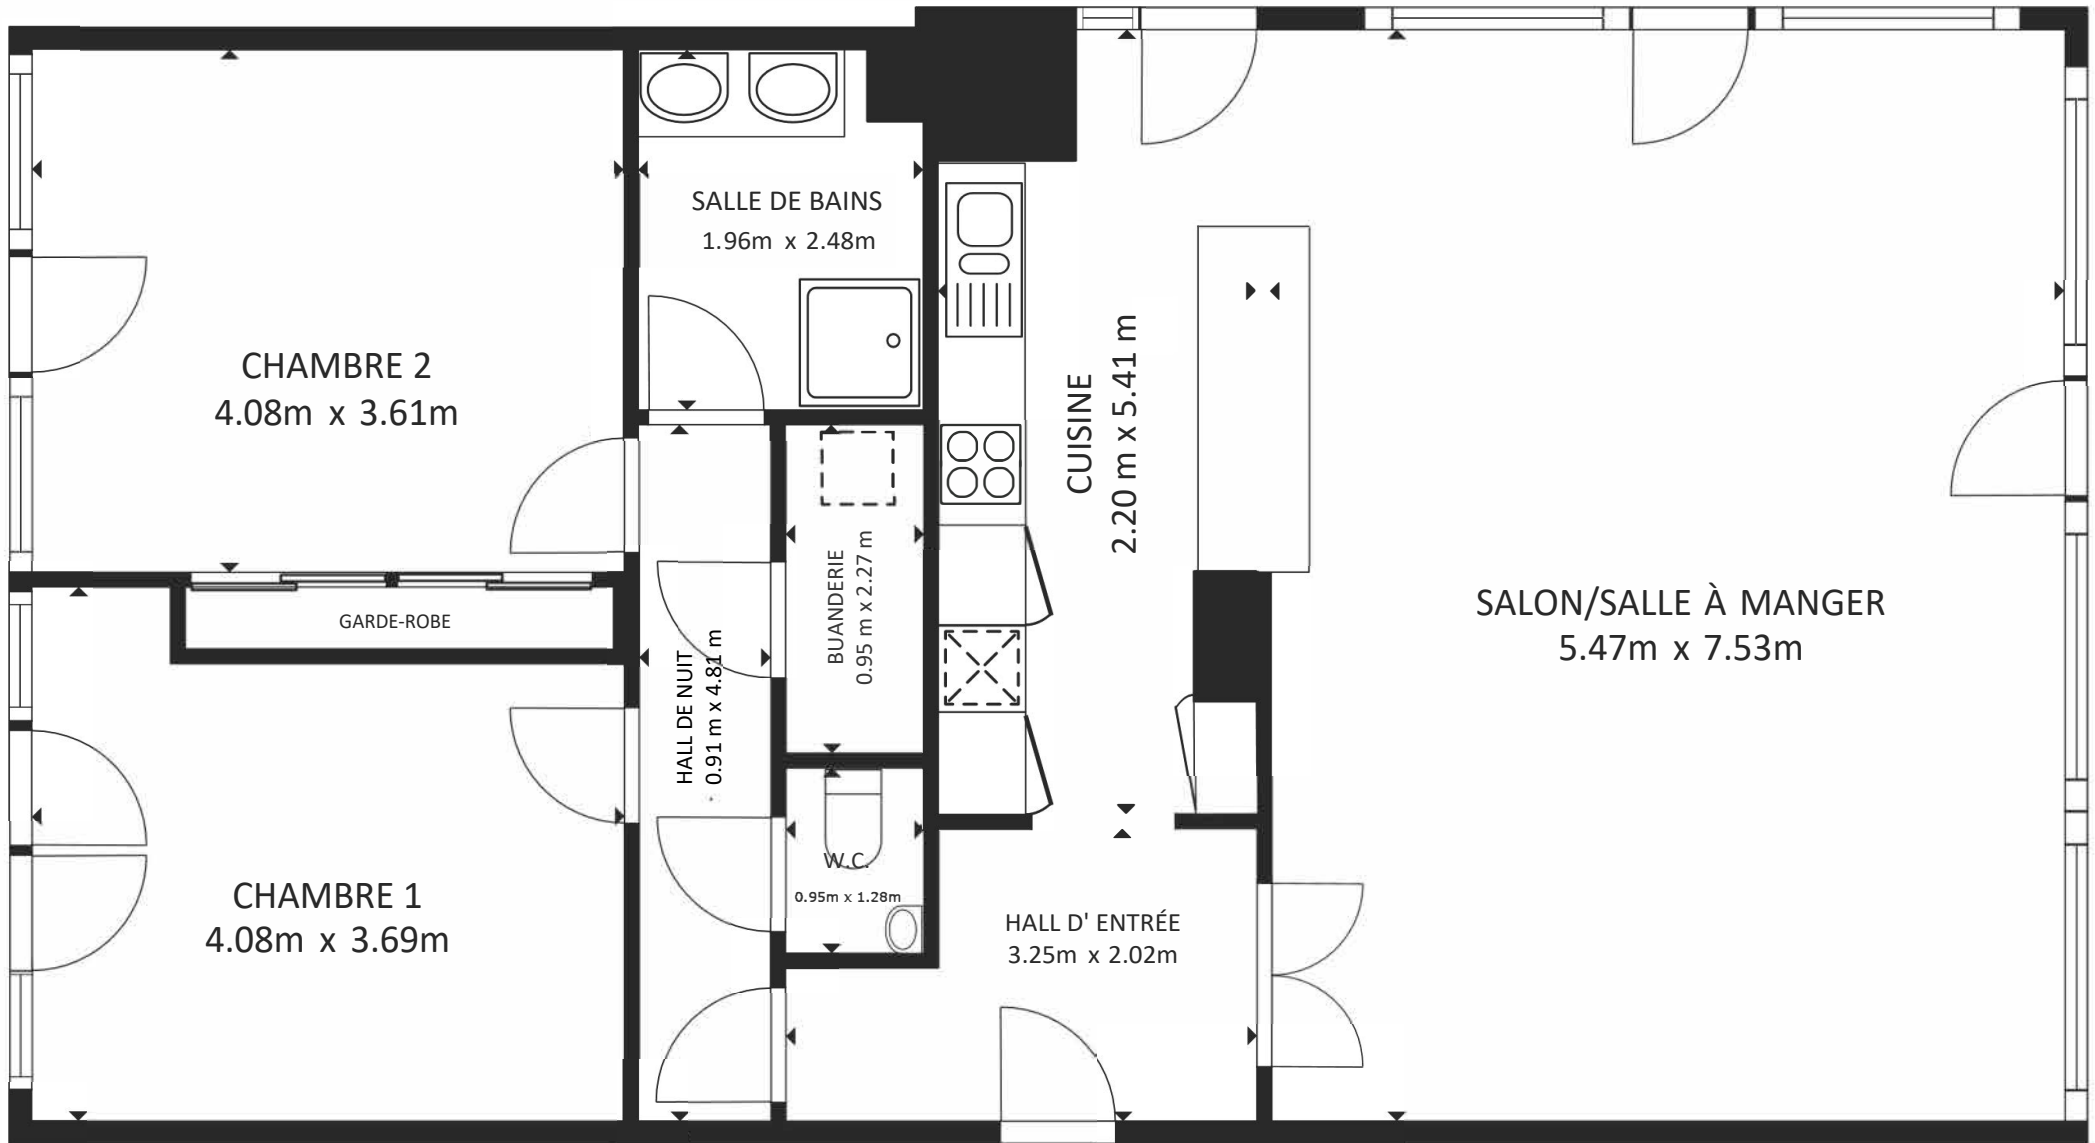 SALLE DE BAINS
1.96m x 2.48m
CHAMBRE 2
4.08m x 3.61m
CUISINE
2.20 m x 5.41 m
GARDE-ROBE
BUANDERIE
0.95 m x 2.27 m
HALL DE NUIT
0.91 m x 4.81 m
SALON/SALLE À MANGER
5.47m x 7.53m
W.C.
0.95m x 1.28m
CHAMBRE 1
4.08m x 3.69m
HALL D' ENTRÉE
3.25m x 2.02m